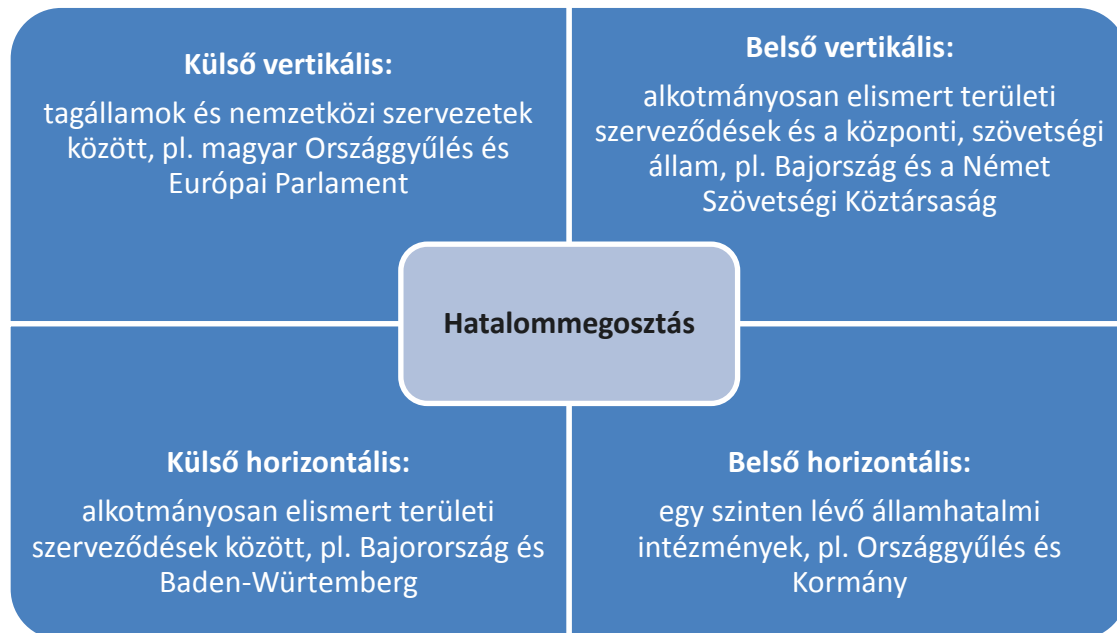 Külső vertikális:
tagállamok és nemzetközi szervezetek
között, pl. magyar Országgyűlés és
Európai Parlament
Belső vertikális:
alkotmányosan elismert területi
szerveződések és a központi, szövetségi
állam, pl. Bajország és a Német
Szövetségi Köztársaság
Hatalommegosztás
Külső horizontális:
alkotmányosan elismert területi
szerveződések között, pl. Bajorország és
Baden-Würtemberg
Belső horizontális:
egy szinten lévő államhatalmi
intézmények, pl. Országgyűlés és
Kormány